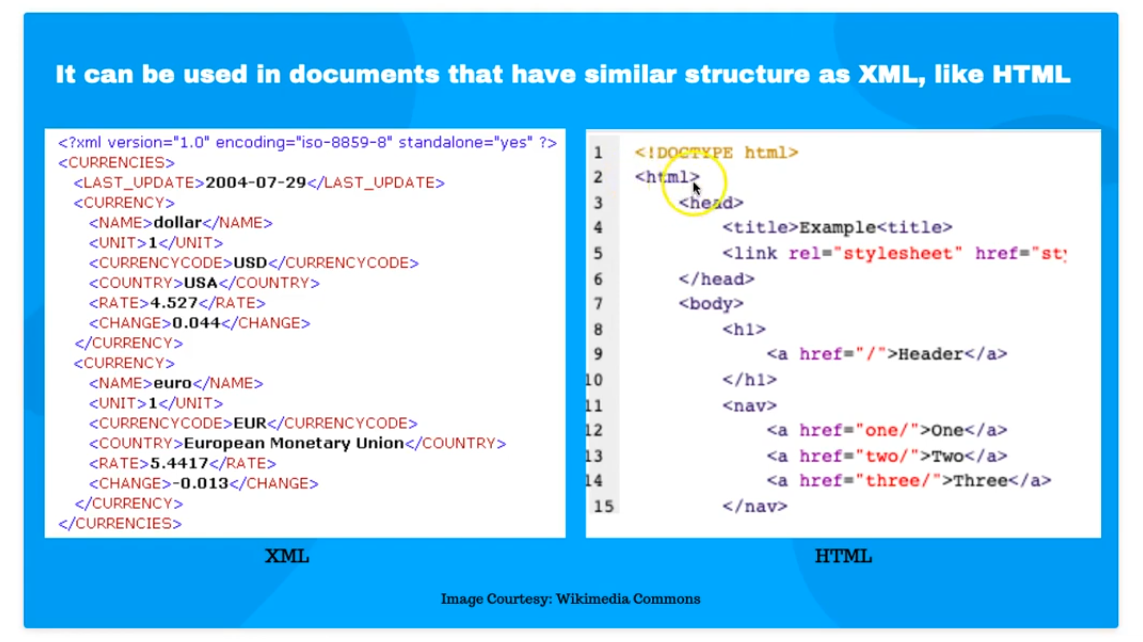 It can be used in documents that have similar structure as XML, like HTML
<?xml version="1.0" encoding="iso-8859-8" standalone="yes" ?>
<CURRENCIES>
<LAST_UPDATE>2004-07-29</LAST_UPDATE>
<CURRENCY>
<NAME>dollar</NAME>
<UNIT>1</UNIT>
<CURRENCYCODE>USD</CURRENCYCODE>
<COUNTRY>USA</COUNTRY>
<RATE>4.527</RATE>
<CHANGE>0.044</CHANGE>
</CURRENCY>
<CURRENCY>
<NAME>euro</NAME>
<UNIT>1</UNIT>
<CURRENCYCODE>EUR</CURRENCYCODE>
<COUNTRY>European Monetary Union</COUNTRY>
<RATE>5.4417</RATE>
<CHANGE>-0.013</CHANGE>
</CURRENCY>
</CURRENCIES>
XML
1 <!DOCTYPE html>
2 <html>
3 <head>
4 <title>Example<title>
5 <link rel="stylesheet" href="sty
6 </head>
7 <body>
8 <h1>
9 <a href="/">Header</a>
10 </h1>
11 <nav>
12 <a href="one/">One</a>
13 <a href="two/">Two</a>
14 <a href="three/">Three</a>
15 </nav>
HTML
Image Courtesy: Wikimedia Commons